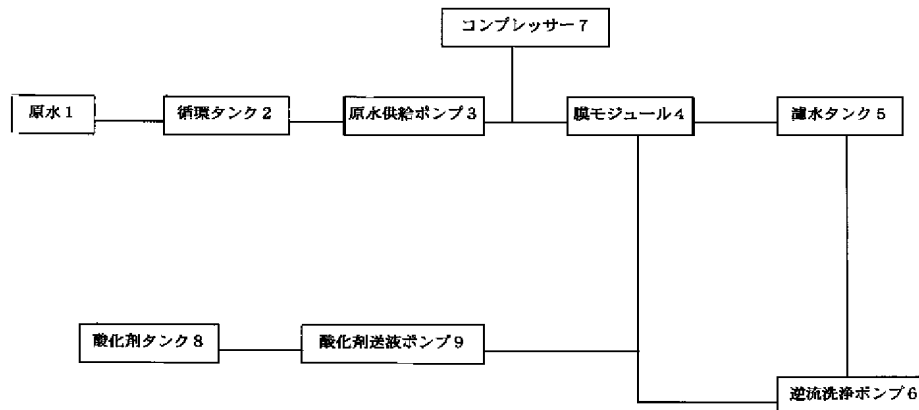 コンプレッサー7
原水1
循環タンク2
原水供給ポンプ3
膜モジュール4
濾水タンク5
酸化剤タンク8
酸化剤送液ポンプ9
逆流洗浄ポンプ6